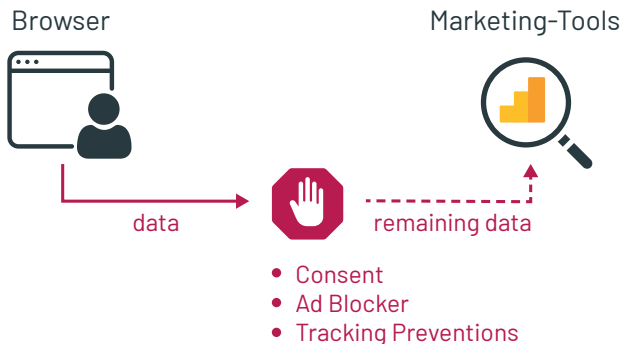 Browser
Marketing-Tools
data
remaining data
• Consent
• Ad Blocker
• Tracking Preventions